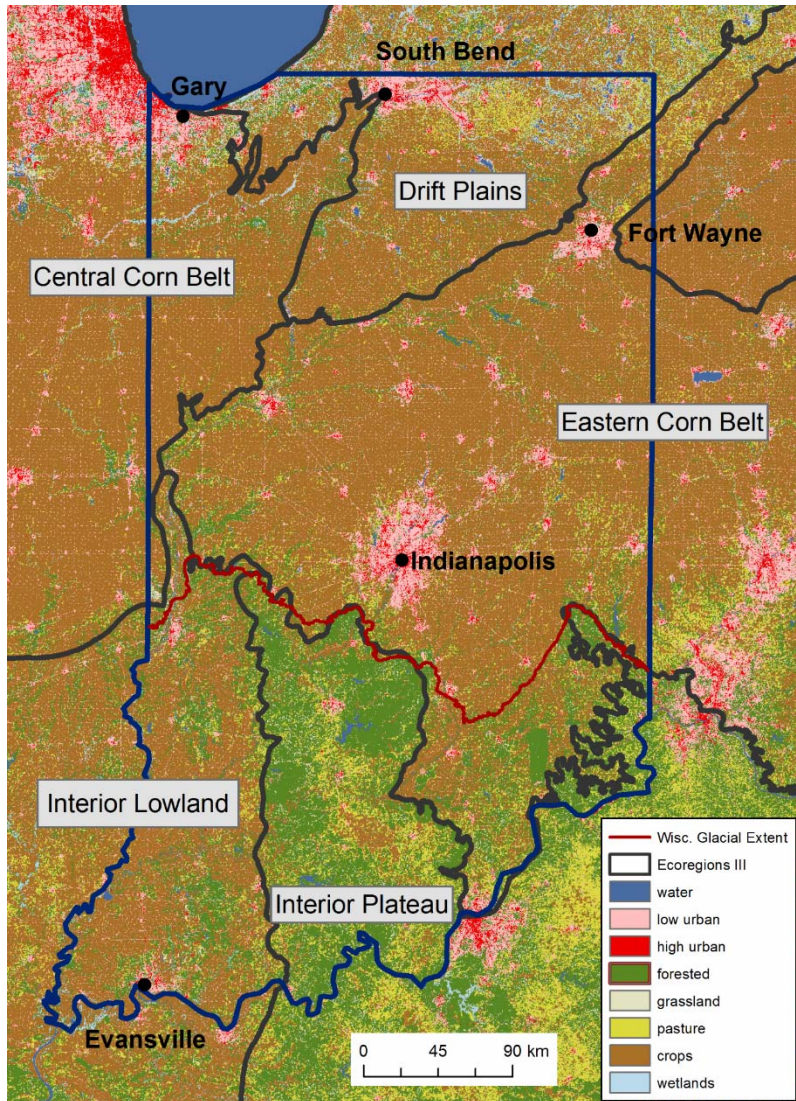 South Bend
Gary
Drift Plains
Fort Wayne
Central Corn Belt
Eastern Corn Belt
Indianapolis
Interior Lowland
Interior Plateau
Evansville
0 45 90 km
Wisc. Glacial Extent
Ecoregions III
water
low urban
high urban
forested
grassland
pasture
crops
wetlands